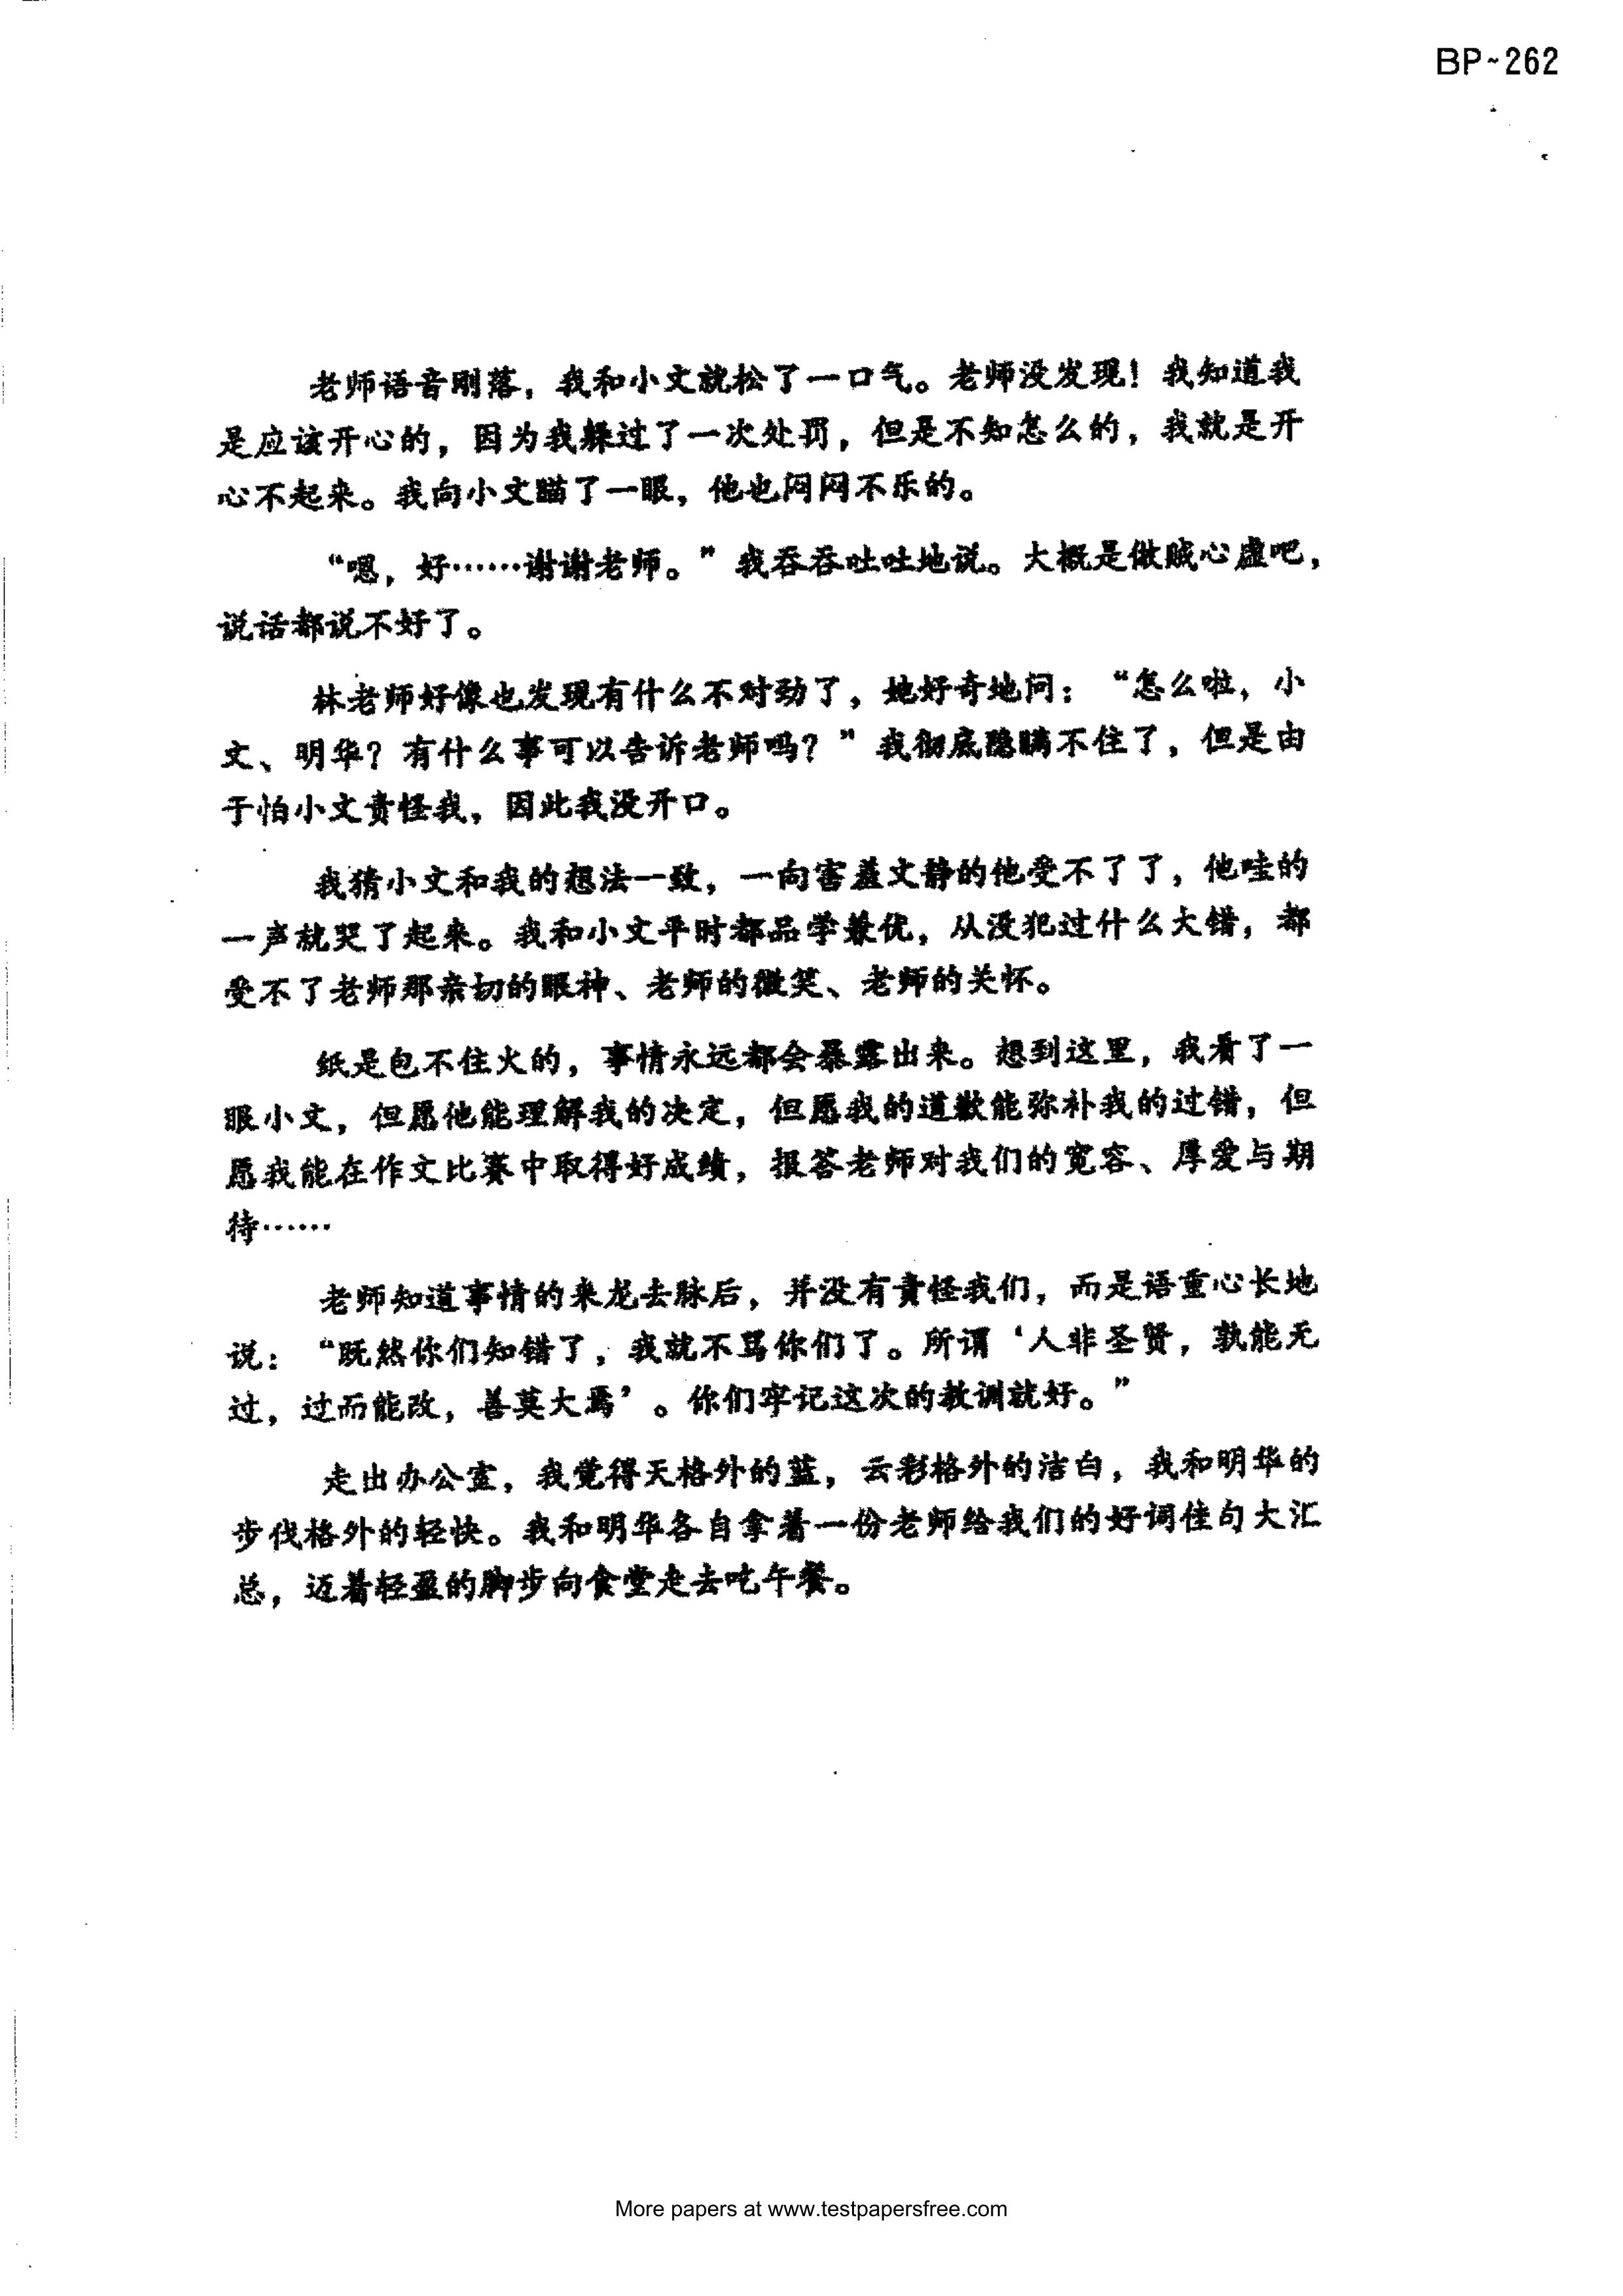 BP~262
老师语音刚落，我和小文就松了一口气。老师没发现！我知道我
是应该开心的，因为我躲过了一次处罚，但是不知怎么的，我就是开
心不起来。我向小文瞄了一眼，他也闷闷不乐的。
“嗯，好……谢谢老师。”我吞吞吐吐地说。大概是做贼心虚吧，
说话都说不好了。
林老师好像也发现有什么不对劲了，她好奇地问：“怎么啦，小
文、明华？有什么事可以告诉老师吗？”我彻底隐瞒不住了，但是由
于怕小文责怪我，因此我没开口。
我猜小文和我的想法一致，一向害羞文静的他受不了了，他哇的
一声就哭了起来。我和小文平时都品学兼优，从没犯过什么大错，都
受不了老师那亲切的眼神、老师的微笑、老师的关怀。
纸是包不住火的，事情永远都会暴露出来。想到这里，我看了一
眼小文，但愿他能理解我的决定，但愿我的道歉能弥补我的过错，但
愿我能在作文比赛中取得好成绩，报答老师对我们的宽容、厚爱与期
待……
老师知道事情的来龙去脉后，并没有责怪我们，而是语重心长地
说：“既然你们知错了，我就不骂你们了。所谓‘人非圣贤，孰能无
过，过而能改，善莫大焉’。你们牢记这次的教训就好。”
走出办公室，我觉得天格外的蓝，云彩格外的洁白，我和明华的
步伐格外的轻快。我和明华各自拿着一份老师给我们的好词佳句大汇
总，迈着轻盈的脚步向食堂走去吃午餐。
More papers at www.testpapersfree.com